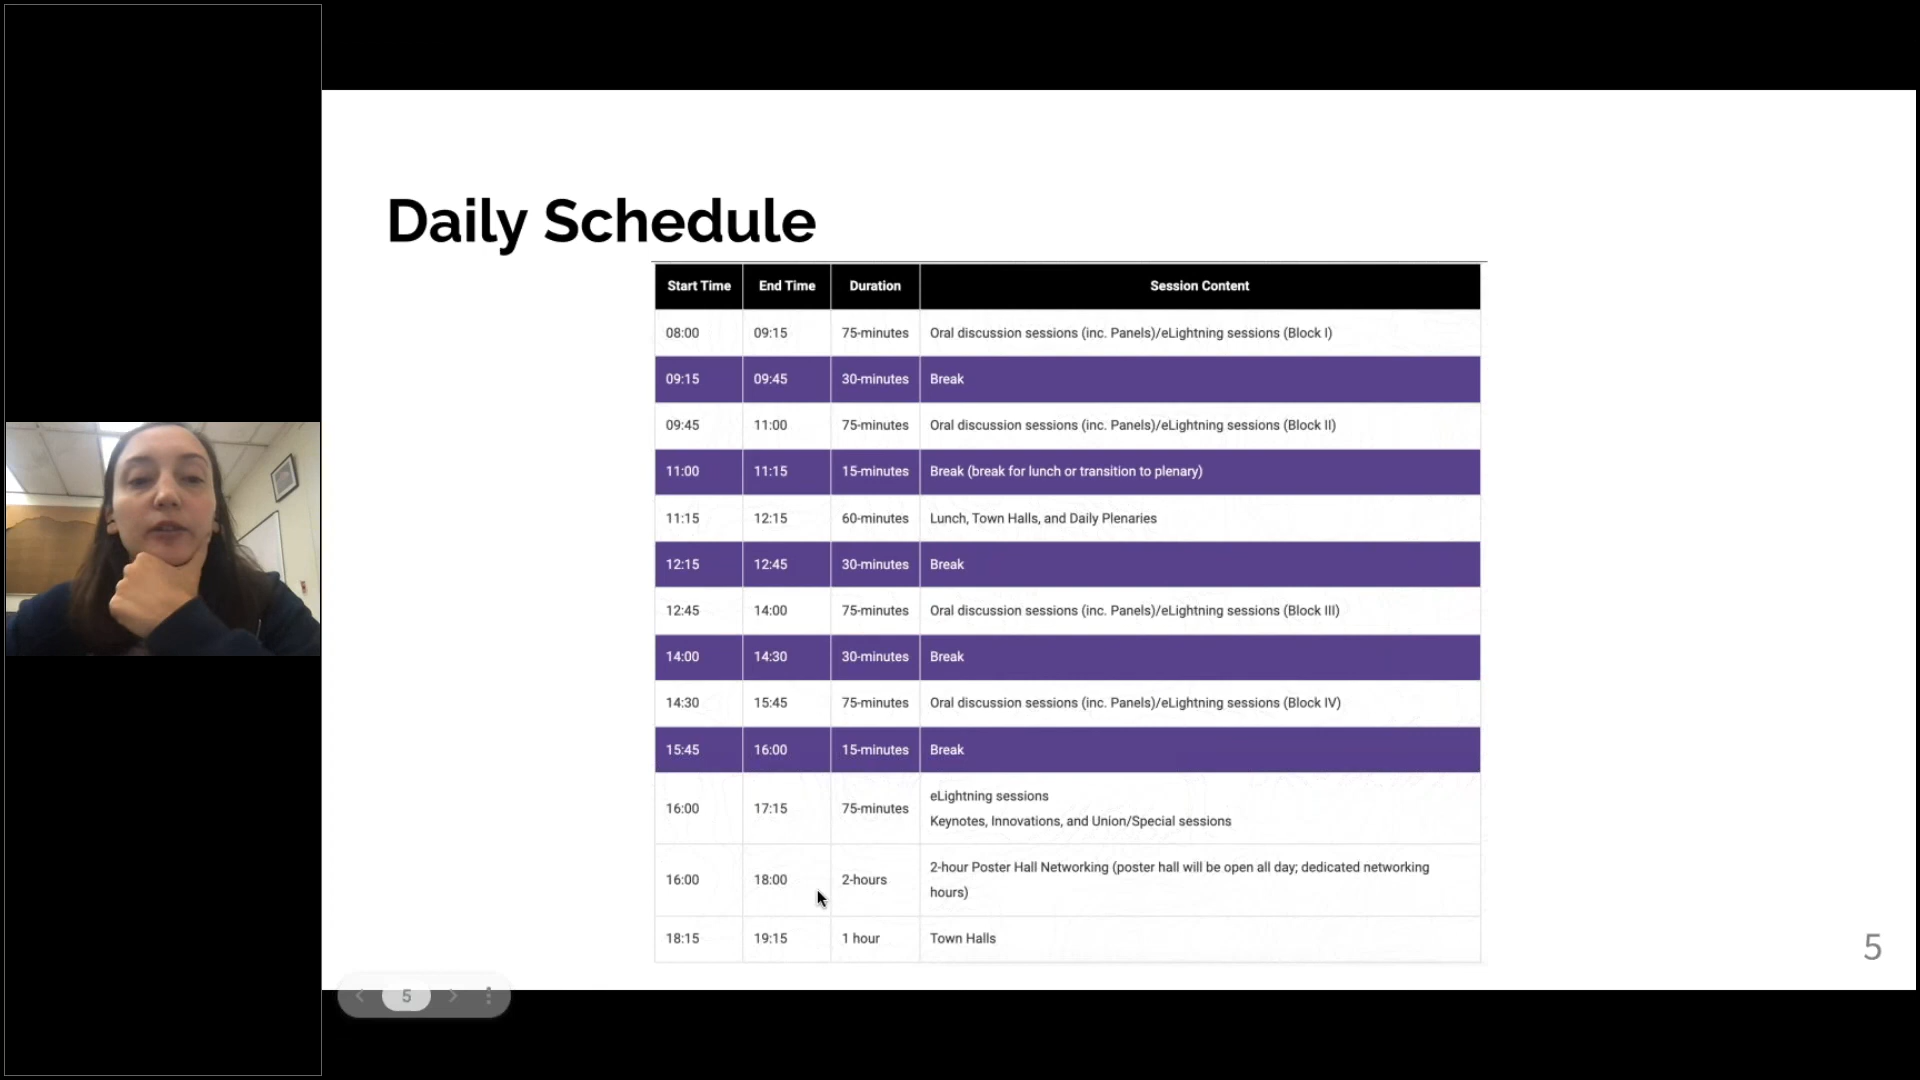 Daily Schedule
Start Time End Time Duration Session Content
08:00 09:15 75-minutes Oral discussion sessions (inc. Panels)/eLightning sessions (Block I)
09:15 09:45 30-minutes Break
09:45 11:00 75-minutes Oral discussion sessions (inc. Panels)/eLightning sessions (Block II)
11:00 11:15 15-minutes Break (break for lunch or transition to plenary)
11:15 12:15 60-minutes Lunch, Town Halls, and Daily Plenaries
12:15 12:45 30-minutes Break
12:45 14:00 75-minutes Oral discussion sessions (inc. Panels)/eLightning sessions (Block III)
14:00 14:30 30-minutes Break
14:30 15:45 75-minutes Oral discussion sessions (inc. Panels)/eLightning sessions (Block IV)
15:45 16:00 15-minutes Break
16:00 17:15 75-minutes eLightning sessions
Keynotes, Innovations, and Union/Special sessions
16:00 18:00 2-hours 2-hour Poster Hall Networking (poster hall will be open all day; dedicated networking
hours)
18:15 19:15 1 hour Town Halls
5
5